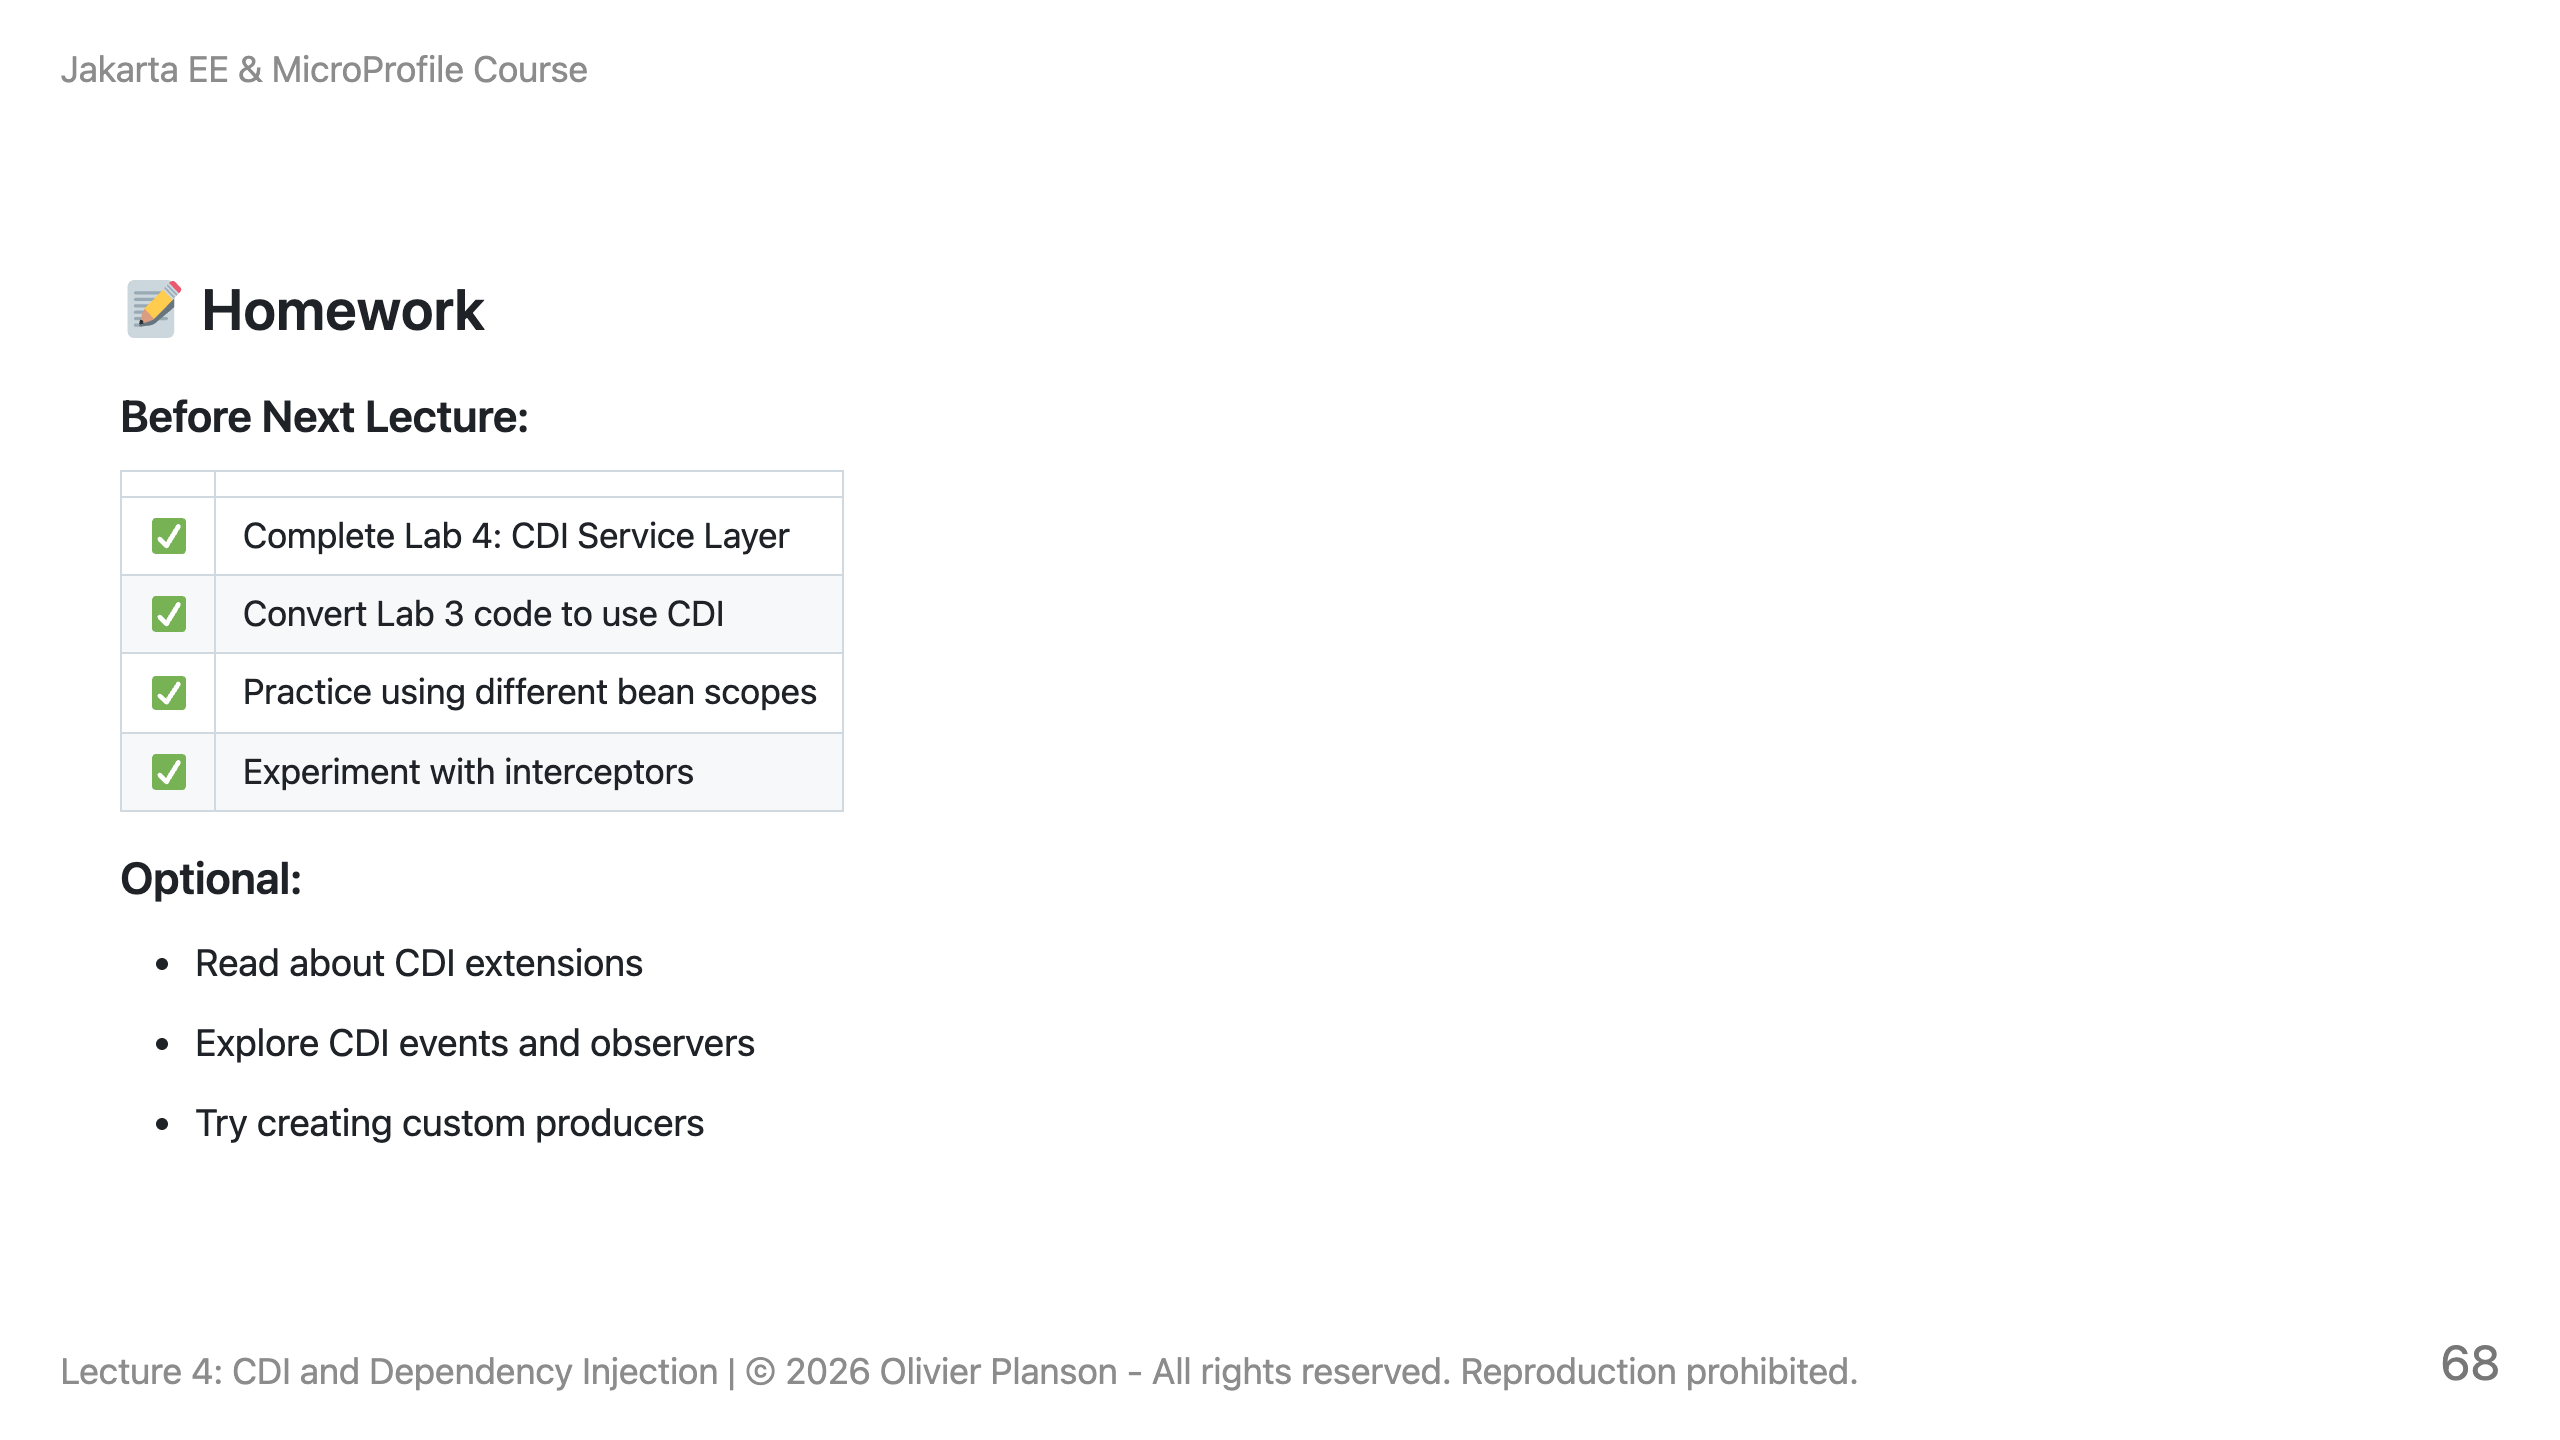 Jakarta EE & MicroProfile Course
📝 Homework
Before Next Lecture:
✅ Complete Lab 4: CDI Service Layer
✅ Convert Lab 3 code to use CDI
✅ Practice using different bean scopes
✅ Experiment with interceptors
Optional:
• Read about CDI extensions
• Explore CDI events and observers
• Try creating custom producers
Lecture 4: CDI and Dependency Injection | © 2026 Olivier Planson - All rights reserved. Reproduction prohibited.
68